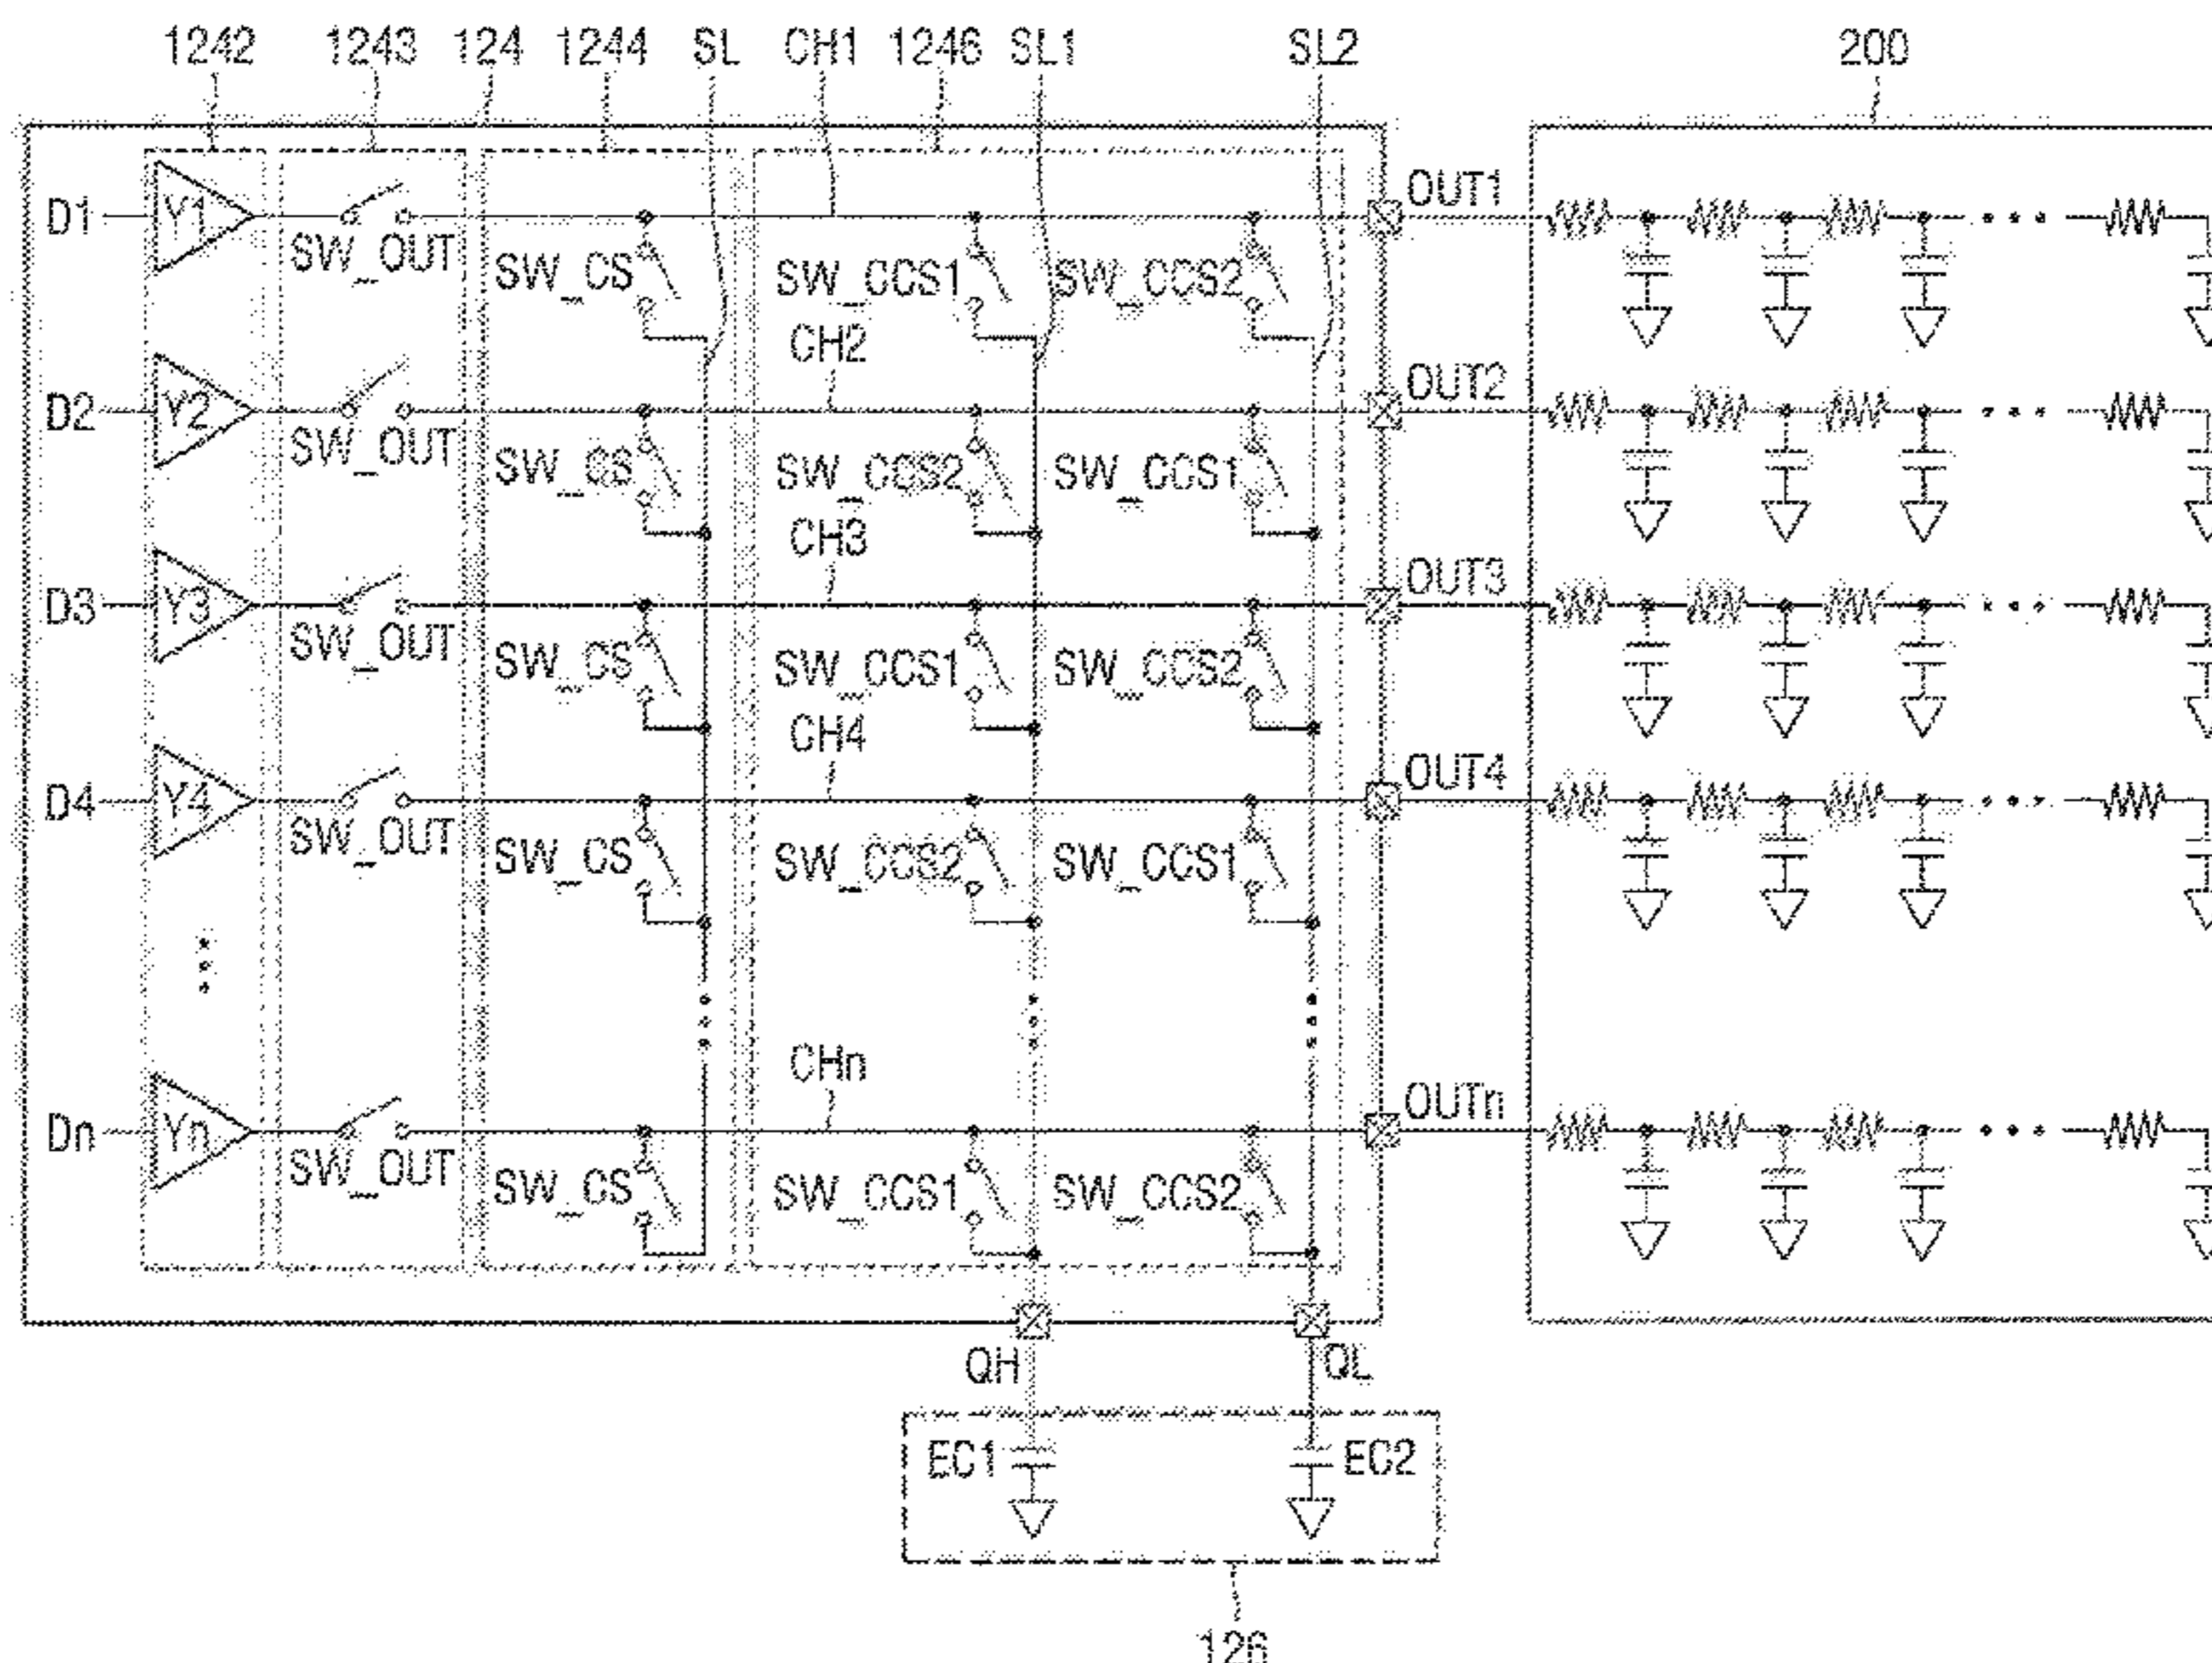 1242 1243 124 1244 SL CH1 1246 SL1 SL2 200
D1 Y1 SW_OUT SW_CS SW_CCS1 SW_CCS2 OUT1
CH2
D2 Y2 SW_OUT SW_CS SW_CCS2 SW_CCS1 OUT2
CH3
D3 Y3 SW_OUT SW_CS SW_CCS1 SW_CCS2 OUT3
CH4
D4 Y4 SW_OUT SW_CS SW_CCS2 SW_CCS1 OUT4
CHn
Dn Yn SW_OUT SW_CS SW_CCS1 SW_CCS2 OUTn
QH QL
EC1 EC2
126